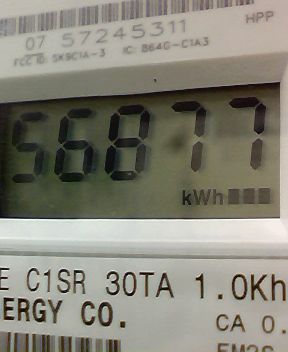 HPP
07 57245311
FCC ID: SK9C1A-3 IC: 864G-C1A3
56877
kWh
E C1SR 30TA 1.0Kh
ERGY CO.
CA 0.